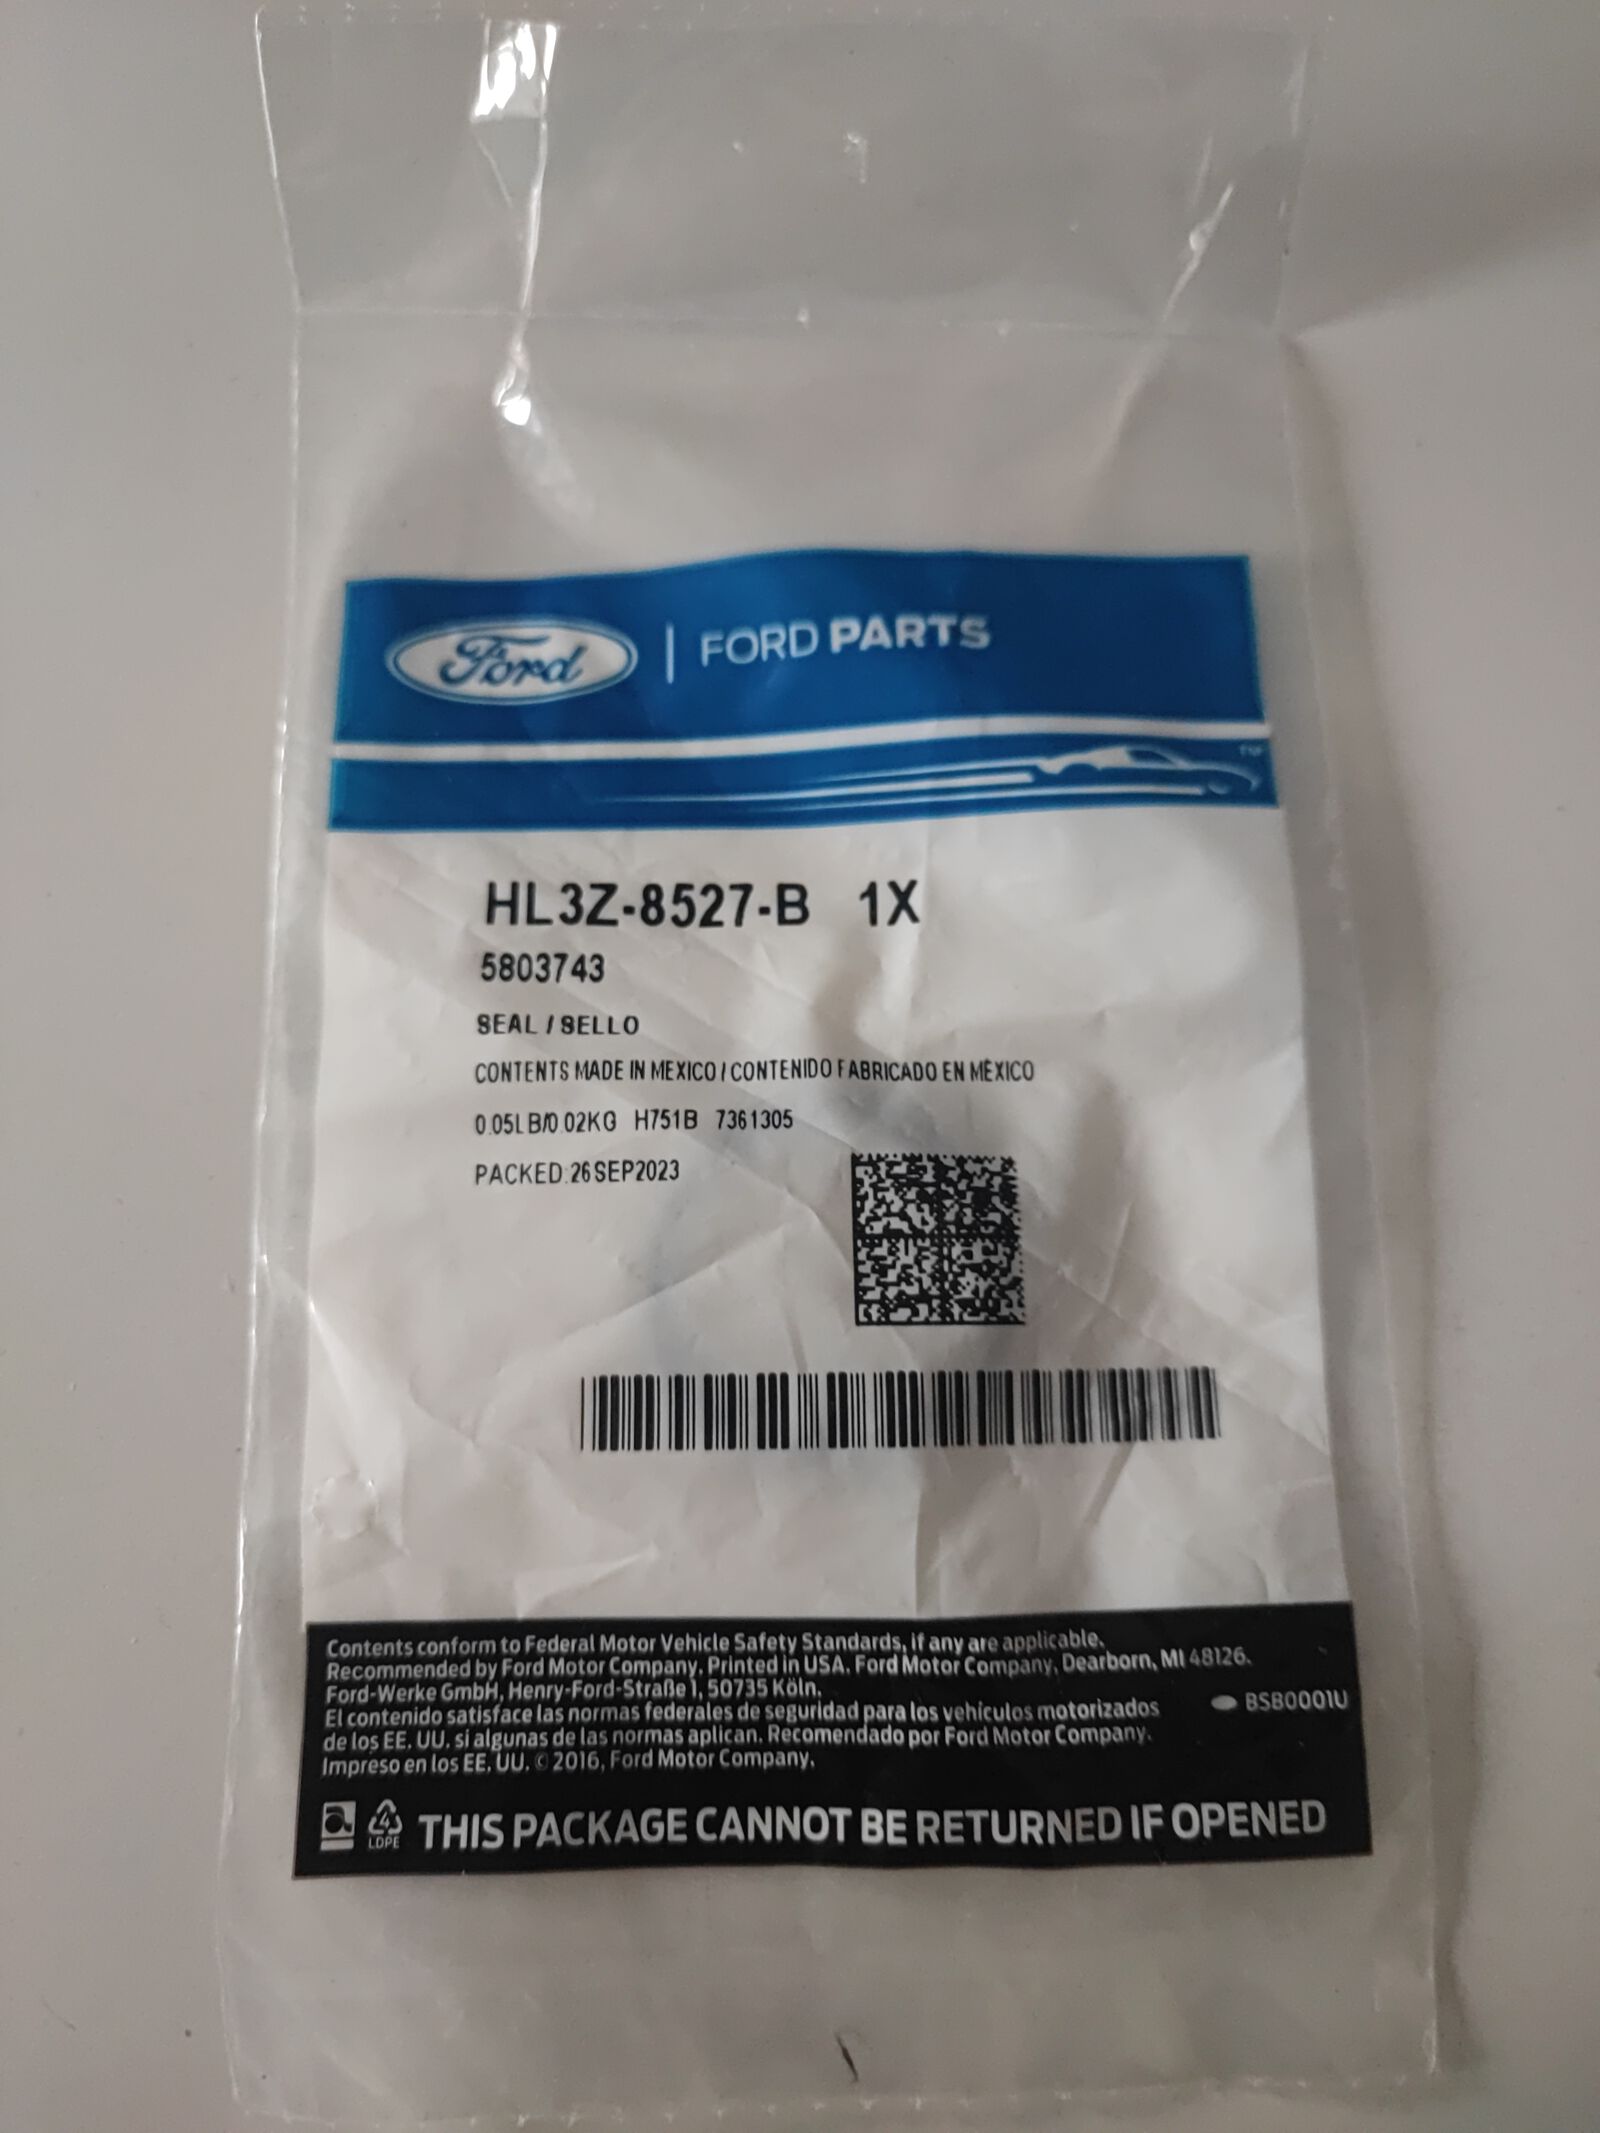 Ford | FORD PARTS
TM
HL3Z-8527-B 1X
5803743
SEAL / SELLO
CONTENTS MADE IN MEXICO / CONTENIDO FABRICADO EN MÉXICO
0.05LB/0.02KG H751B 7361305
PACKED:26SEP2023
Contents conform to Federal Motor Vehicle Safety Standards, if any are applicable.
Recommended by Ford Motor Company. Printed in USA. Ford Motor Company, Dearborn, MI 48126.
Ford-Werke GmbH, Henry-Ford-Straße 1, 50735 Köln.
El contenido satisface las normas federales de seguridad para los vehículos motorizados
BSB0001U
de los EE. UU. si algunas de las normas aplican. Recomendado por Ford Motor Company.
Impreso en los EE. UU. © 2016, Ford Motor Company.
4
LDPE
THIS PACKAGE CANNOT BE RETURNED IF OPENED